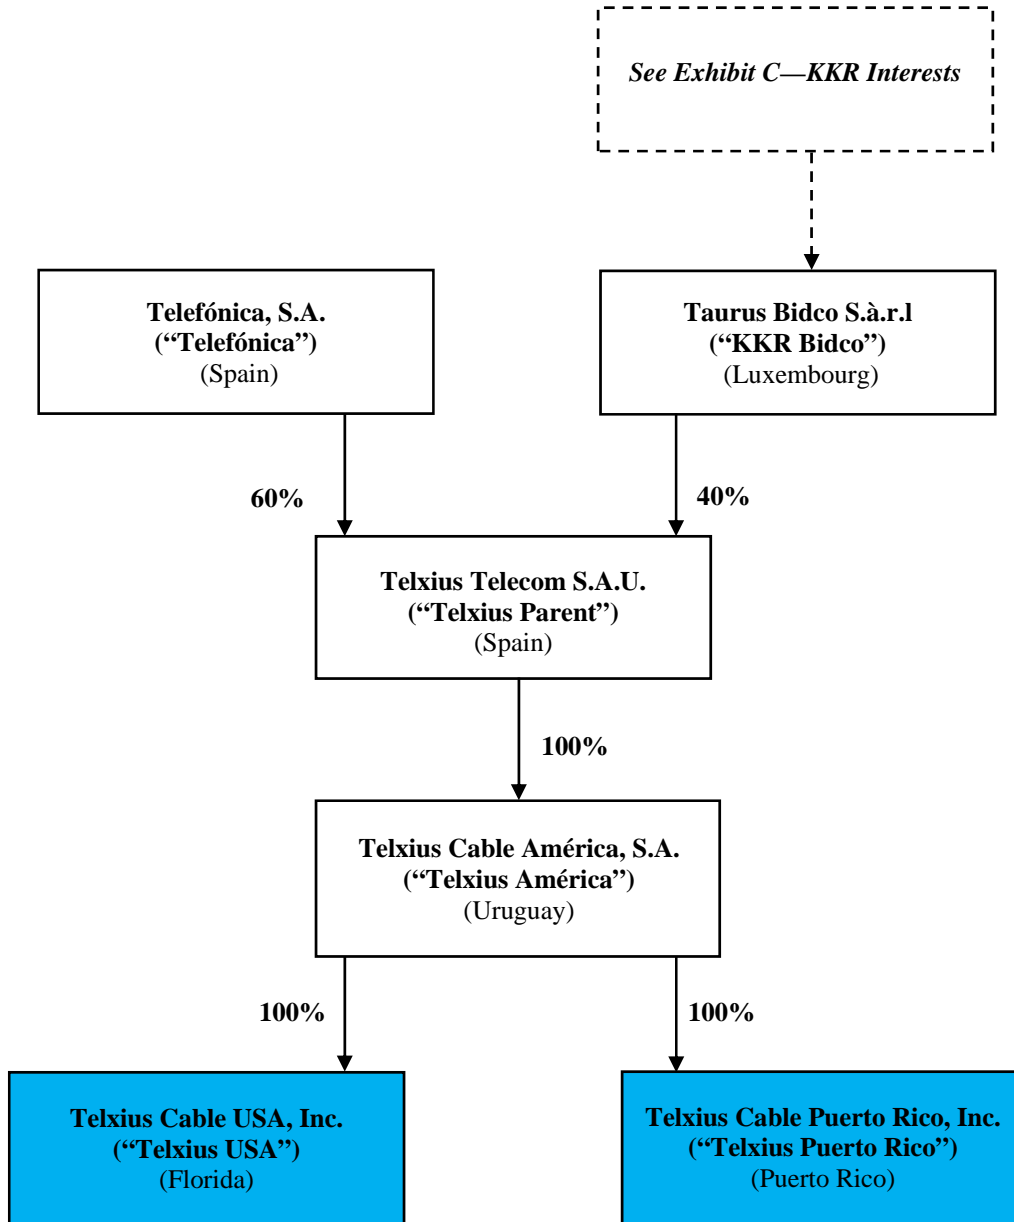 See Exhibit C—KKR Interests
Telefónica, S.A.
(“Telefónica”)
(Spain)
Taurus Bidco S.à.r.l
(“KKR Bidco”)
(Luxembourg)
60%
40%
Telxius Telecom S.A.U.
(“Telxius Parent”)
(Spain)
100%
Telxius Cable América, S.A.
(“Telxius América”)
(Uruguay)
100%
100%
Telxius Cable USA, Inc.
(“Telxius USA”)
(Florida)
Telxius Cable Puerto Rico, Inc.
(“Telxius Puerto Rico”)
(Puerto Rico)